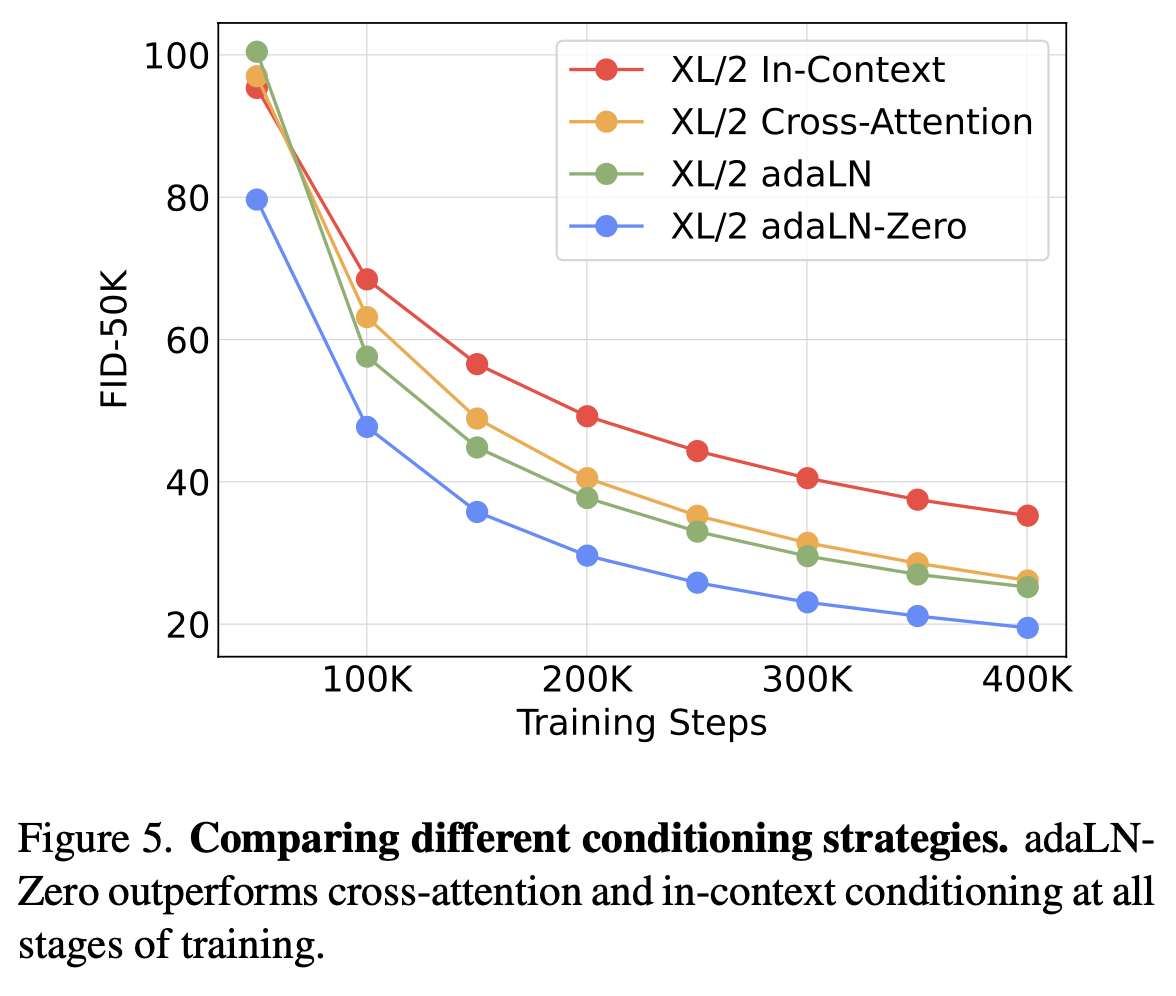 100
80
60
40
20
FID-50K
XL/2 In-Context
XL/2 Cross-Attention
XL/2 adaLN
XL/2 adaLN-Zero
100K 200K 300K 400K
Training Steps
Figure 5. Comparing different conditioning strategies. adaLN-
Zero outperforms cross-attention and in-context conditioning at all
stages of training.